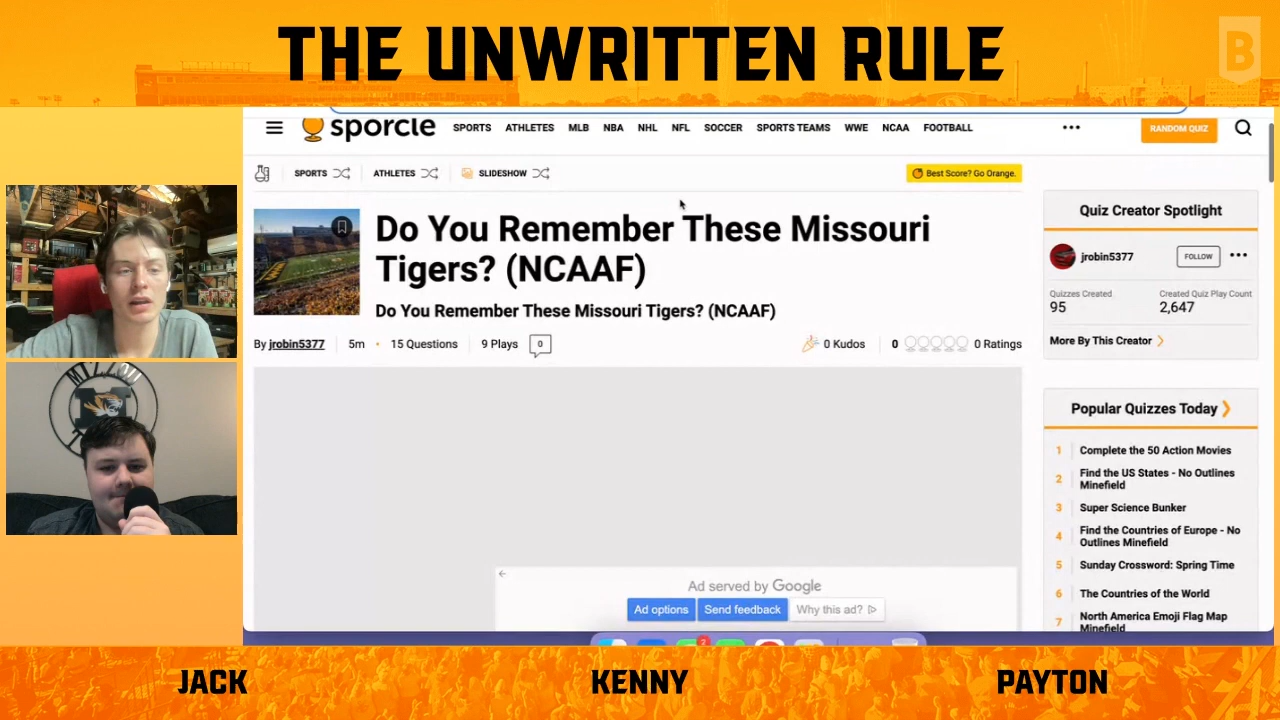 THE UNWRITTEN RULE
B
sporcle
SPORTS ATHLETES MLB NBA NHL NFL SOCCER SPORTS TEAMS WWE NCAA FOOTBALL
RANDOM QUIZ
SPORTS ATHLETES SLIDESHOW
Best Score? Go Orange.
Do You Remember These Missouri
Tigers? (NCAAF)
Do You Remember These Missouri Tigers? (NCAAF)
By jrobin5377 5m • 15 Questions 9 Plays 0
0 Kudos 0 0 Ratings
Ad served by Google
Ad options Send feedback Why this ad?
Quiz Creator Spotlight
jrobin5377 FOLLOW
Quizzes Created Created Quiz Play Count
95 2,647
More By This Creator
Popular Quizzes Today
1 Complete the 50 Action Movies
2 Find the US States - No Outlines
Minefield
3 Super Science Bunker
4 Find the Countries of Europe - No
Outlines Minefield
5 Sunday Crossword: Spring Time
6 The Countries of the World
7 North America Emoji Flag Map
Minefield
2
MIZZOU
JACK KENNY PAYTON